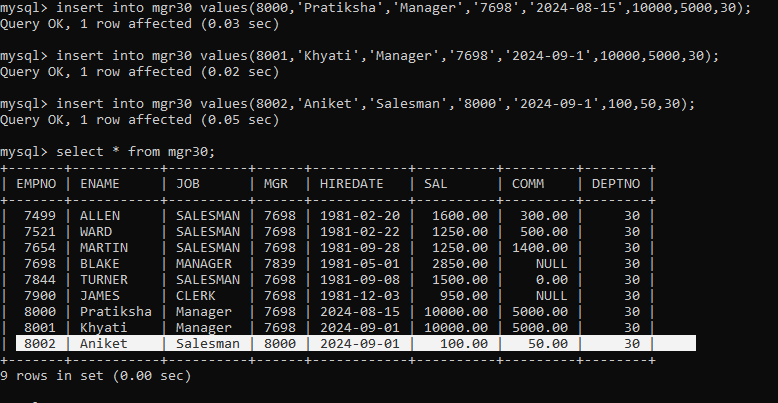 mysql> insert into mgr30 values(8000,'Pratiksha','Manager','7698','2024-08-15',10000,5000,30);
Query OK, 1 row affected (0.03 sec)
mysql> insert into mgr30 values(8001,'Khyati','Manager','7698','2024-09-1',10000,5000,30);
Query OK, 1 row affected (0.02 sec)
mysql> insert into mgr30 values(8002,'Aniket','Salesman','8000','2024-09-1',100,50,30);
Query OK, 1 row affected (0.05 sec)
mysql> select * from mgr30;
+-------+-----------+----------+------+------------+----------+---------+--------+
| EMPNO | ENAME     | JOB      | MGR  | HIREDATE   | SAL      | COMM    | DEPTNO |
+-------+-----------+----------+------+------------+----------+---------+--------+
|  7499 | ALLEN     | SALESMAN | 7698 | 1981-02-20 |  1600.00 |  300.00 |     30 |
|  7521 | WARD      | SALESMAN | 7698 | 1981-02-22 |  1250.00 |  500.00 |     30 |
|  7654 | MARTIN    | SALESMAN | 7698 | 1981-09-28 |  1250.00 | 1400.00 |     30 |
|  7698 | BLAKE     | MANAGER  | 7839 | 1981-05-01 |  2850.00 |    NULL |     30 |
|  7844 | TURNER    | SALESMAN | 7698 | 1981-09-08 |  1500.00 |    0.00 |     30 |
|  7900 | JAMES     | CLERK    | 7698 | 1981-12-03 |   950.00 |    NULL |     30 |
|  8000 | Pratiksha | Manager  | 7698 | 2024-08-15 | 10000.00 | 5000.00 |     30 |
|  8001 | Khyati    | Manager  | 7698 | 2024-09-01 | 10000.00 | 5000.00 |     30 |
|  8002 | Aniket    | Salesman | 8000 | 2024-09-01 |   100.00 |   50.00 |     30 |
+-------+-----------+----------+------+------------+----------+---------+--------+
9 rows in set (0.00 sec)